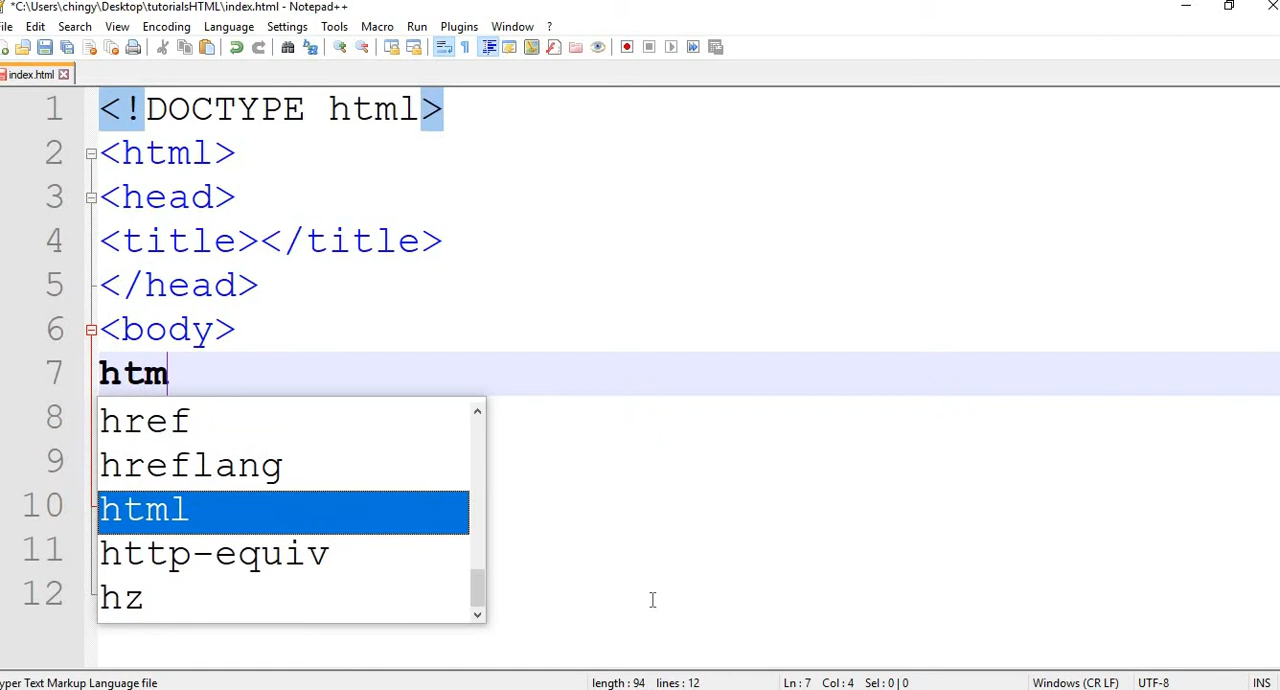 *C:\Users\chingy\Desktop\tutorialsHTML\index.html - Notepad++
File Edit Search View Encoding Language Settings Tools Macro Run Plugins Window ?
index.html
1 <!DOCTYPE html>
2 <html>
3 <head>
4 <title></title>
5 </head>
6 <body>
7 htm
8 href
9 hreflang
10 html
11 http-equiv
12 hz
yper Text Markup Language file length : 94 lines : 12 Ln : 7 Col : 4 Sel : 0 | 0 Windows (CR LF) UTF-8 INS